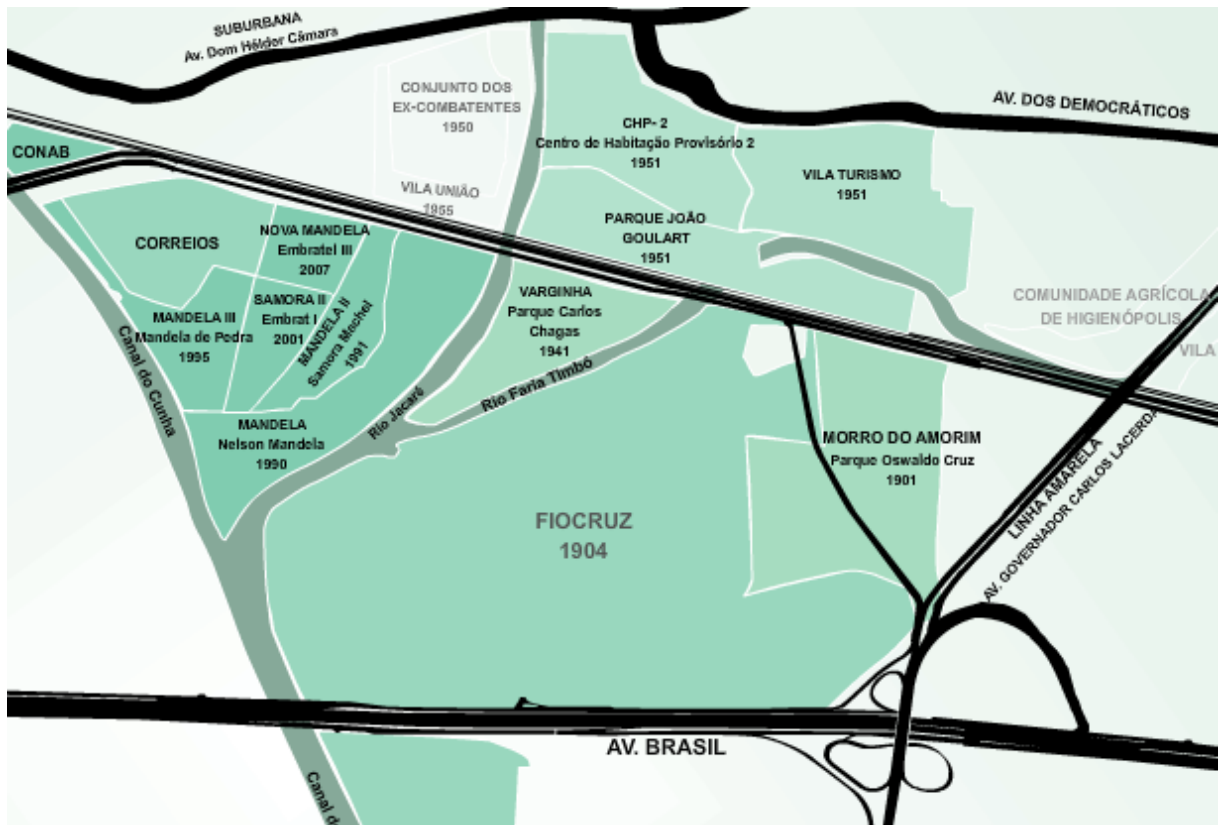 SUBURBANA
Av. Dom Hélder Câmara
CONJUNTO DOS
EX-COMBATENTES
1950
AV. DOS DEMOCRÁTICOS
CHP- 2
Centro de Habitação Provisório 2
1951
CONAB
VILA TURISMO
1951
VILA UNIÃO
1955
PARQUE JOÃO
GOULART
1951
CORREIOS
NOVA MANDELA
Embratel III
2007
VARGINHA
Parque Carlos
Chagas
1941
SAMORA II
Embrat I
2001
MANDELA II
Samora Machel
1991
MANDELA III
Mandela de Pedra
1995
COMUNIDADE AGRÍCOLA
DE HIGIENÓPOLIS
VILA
Canal do Cunha
Rio Jacaré
Rio Faria Timbó
MANDELA
Nelson Mandela
1990
MORRO DO AMORIM
Parque Oswaldo Cruz
1901
LINHA AMARELA
AV. GOVERNADOR CARLOS LACERDA
FIOCRUZ
1904
AV. BRASIL
Canal d